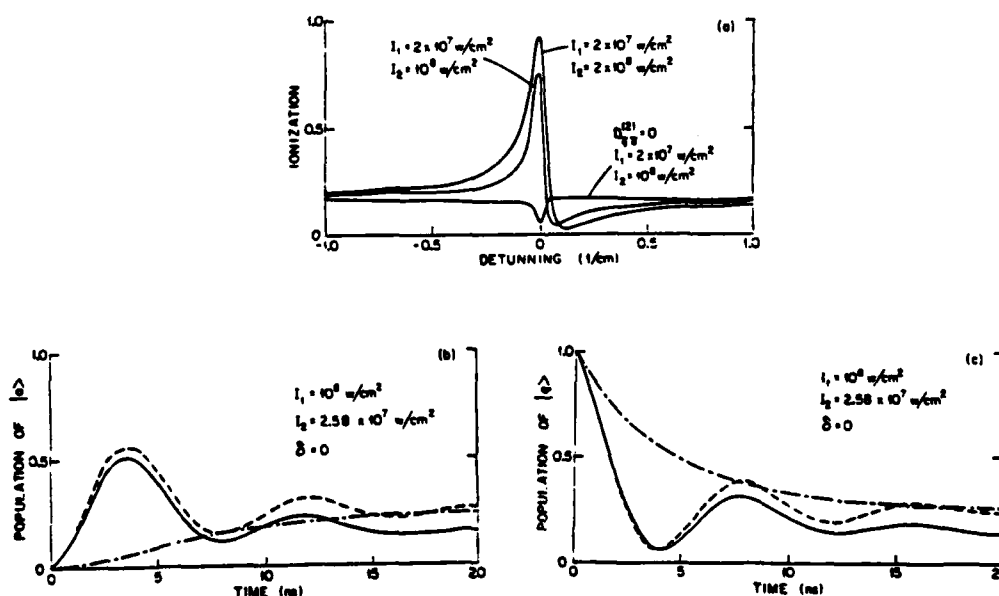 (a)
1.0
I₁ = 2 x 10⁷ w/cm²
I₂ = 10⁸ w/cm²
I₁ = 2 x 10⁷ w/cm²
I₂ = 2 x 10⁸ w/cm²
IONIZATION
0.5
= 0
I₁ = 2 x 10⁷ w/cm²
I₂ = 10⁸ w/cm²
0
-1.0
-0.5
0
0.5
1.0
DETUNNING (1/cm)
(b)
1.0
I₁ = 10⁸ w/cm²
I₂ = 2.58 x 10⁷ w/cm²
δ̂ = 0
POPULATION OF |o>
0.5
0
0
5
10
15
20
TIME (ns)
(c)
1.0
I₁ = 10⁸ w/cm²
I₂ = 2.58 x 10⁷ w/cm²
δ̂ = 0
POPULATION OF |q>
0.5
0
0
5
10
15
20
TIME (ns)